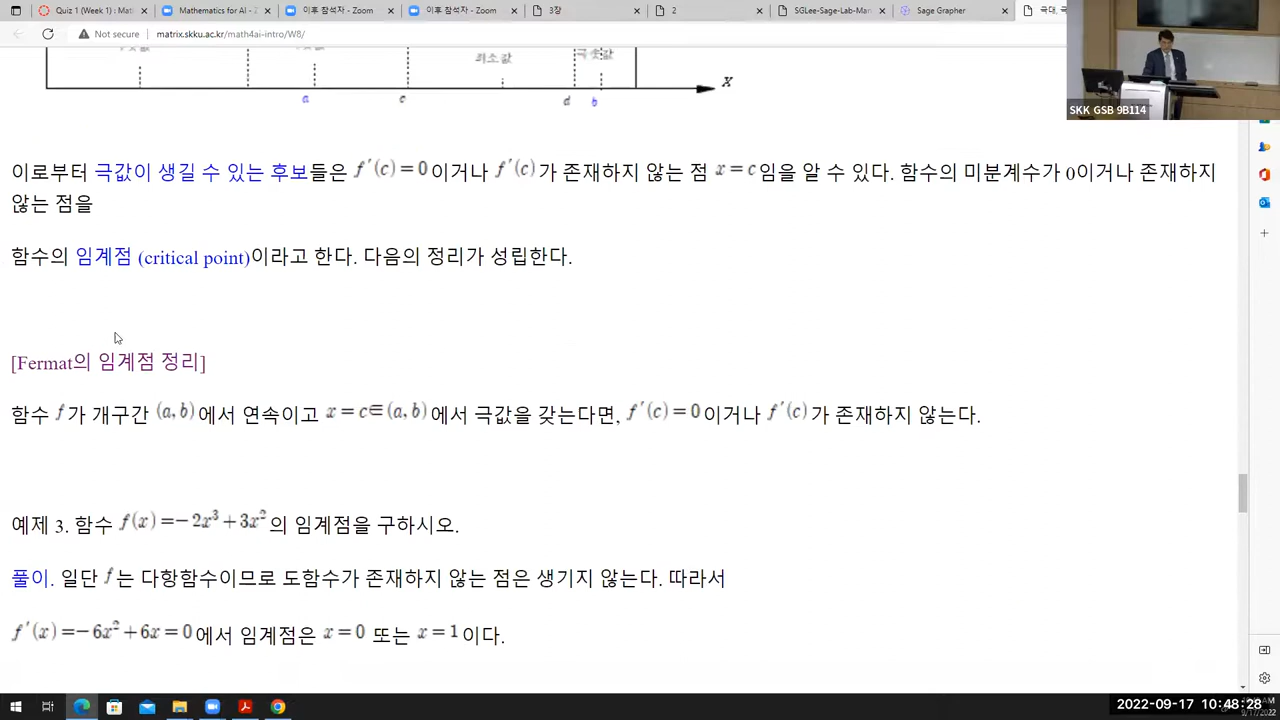 Quiz 1 (Week 1): Mat
Mathematics for AI - 2
이후 참석자 - Zoom
이후 참석자 - Zoom
3장
2
SGLee-Sage-Lab-Man
Sage Grapher
극대, 극
Not secure
matrix.skku.ac.kr/math4ai-intro/W8/
SKK GSB 9B114
최소값
X
a c d b
이로부터 극값이 생길 수 있는 후보들은 f′(c)=0이거나 f′(c)가 존재하지 않는 점 x=c임을 알 수 있다. 함수의 미분계수가 0이거나 존재하지
않는 점을
함수의 임계점 (critical point)이라고 한다. 다음의 정리가 성립한다.
[Fermat의 임계점 정리]
함수 f가 개구간 (a,b)에서 연속이고 x=c∈(a,b)에서 극값을 갖는다면, f′(c)=0이거나 f′(c)가 존재하지 않는다.
예제 3. 함수 f(x)=−2x³+3x²의 임계점을 구하시오.
풀이. 일단 f는 다항함수이므로 도함수가 존재하지 않는 점은 생기지 않는다. 따라서
f′(x)=−6x²+6x=0에서 임계점은 x=0 또는 x=1이다.
2022-09-17 10:48:28